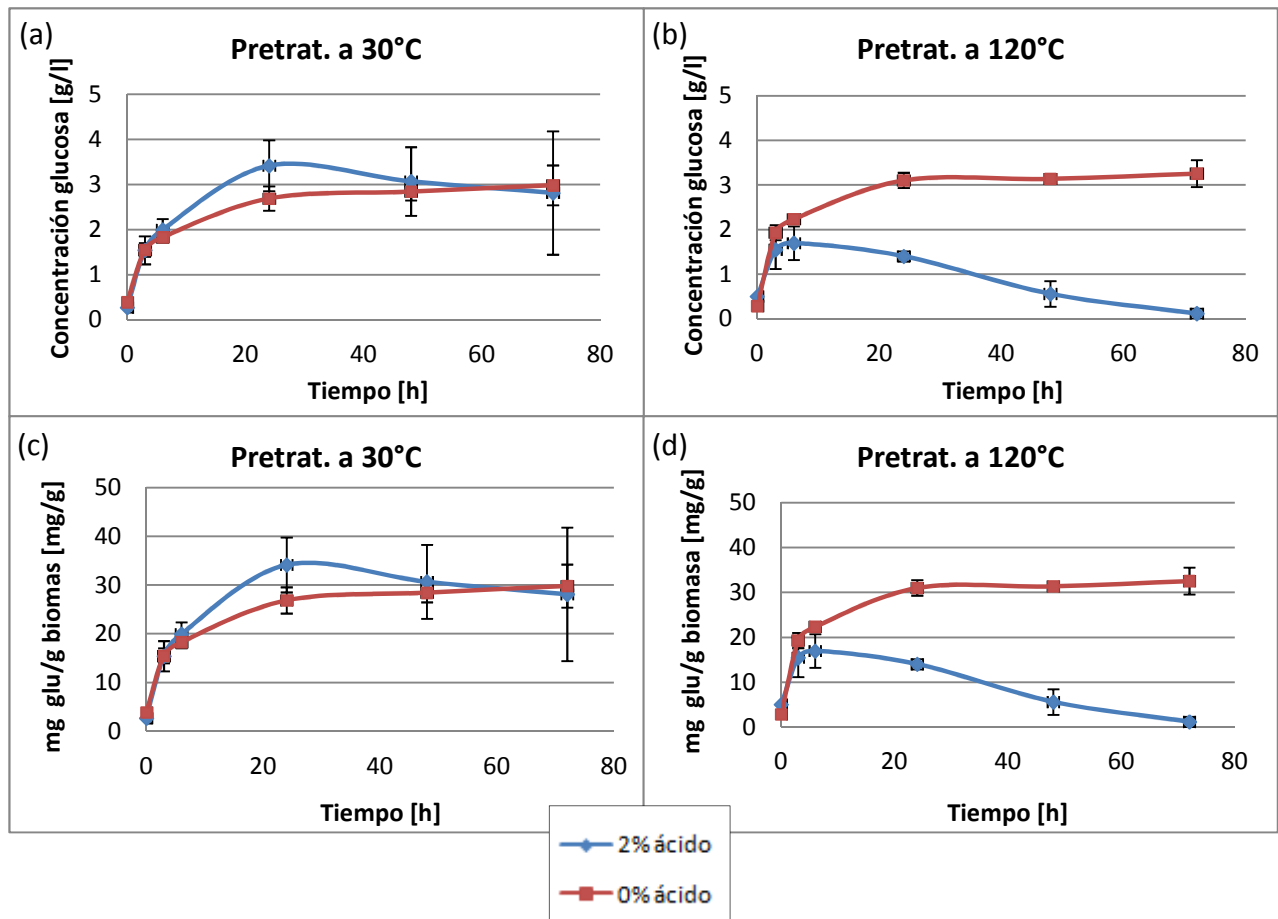 (a)
Pretrat. a 30°C
Concentración glucosa [g/l]
5
4
3
2
1
0
0 20 40 60 80
Tiempo [h]
(b)
Pretrat. a 120°C
Concentración glucosa [g/l]
5
4
3
2
1
0
0 20 40 60 80
Tiempo [h]
(c)
Pretrat. a 30°C
mg glu/g biomas [mg/g]
50
40
30
20
10
0
0 20 40 60 80
Tiempo [h]
(d)
Pretrat. a 120°C
mg glu/g biomasa [mg/g]
50
40
30
20
10
0
0 20 40 60 80
Tiempo [h]
2% ácido
0% ácido